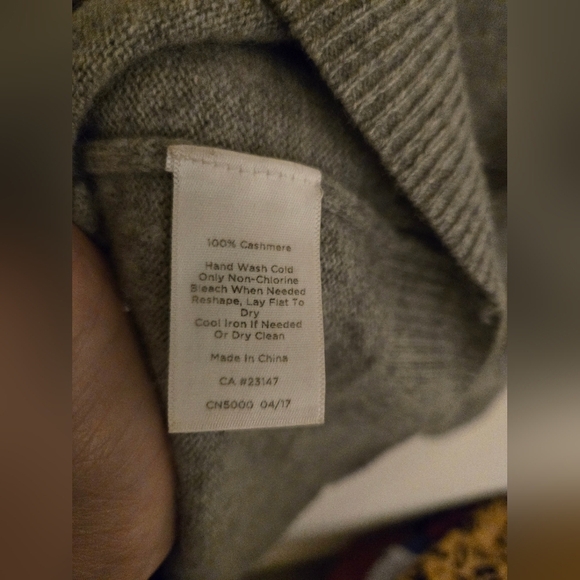 100% Cashmere
Hand Wash Cold
Only Non-Chlorine
Bleach When Needed
Reshape, Lay Flat To
Dry
Cool Iron If Needed
Or Dry Clean
Made In China
CA #23147
CN5000 04/17